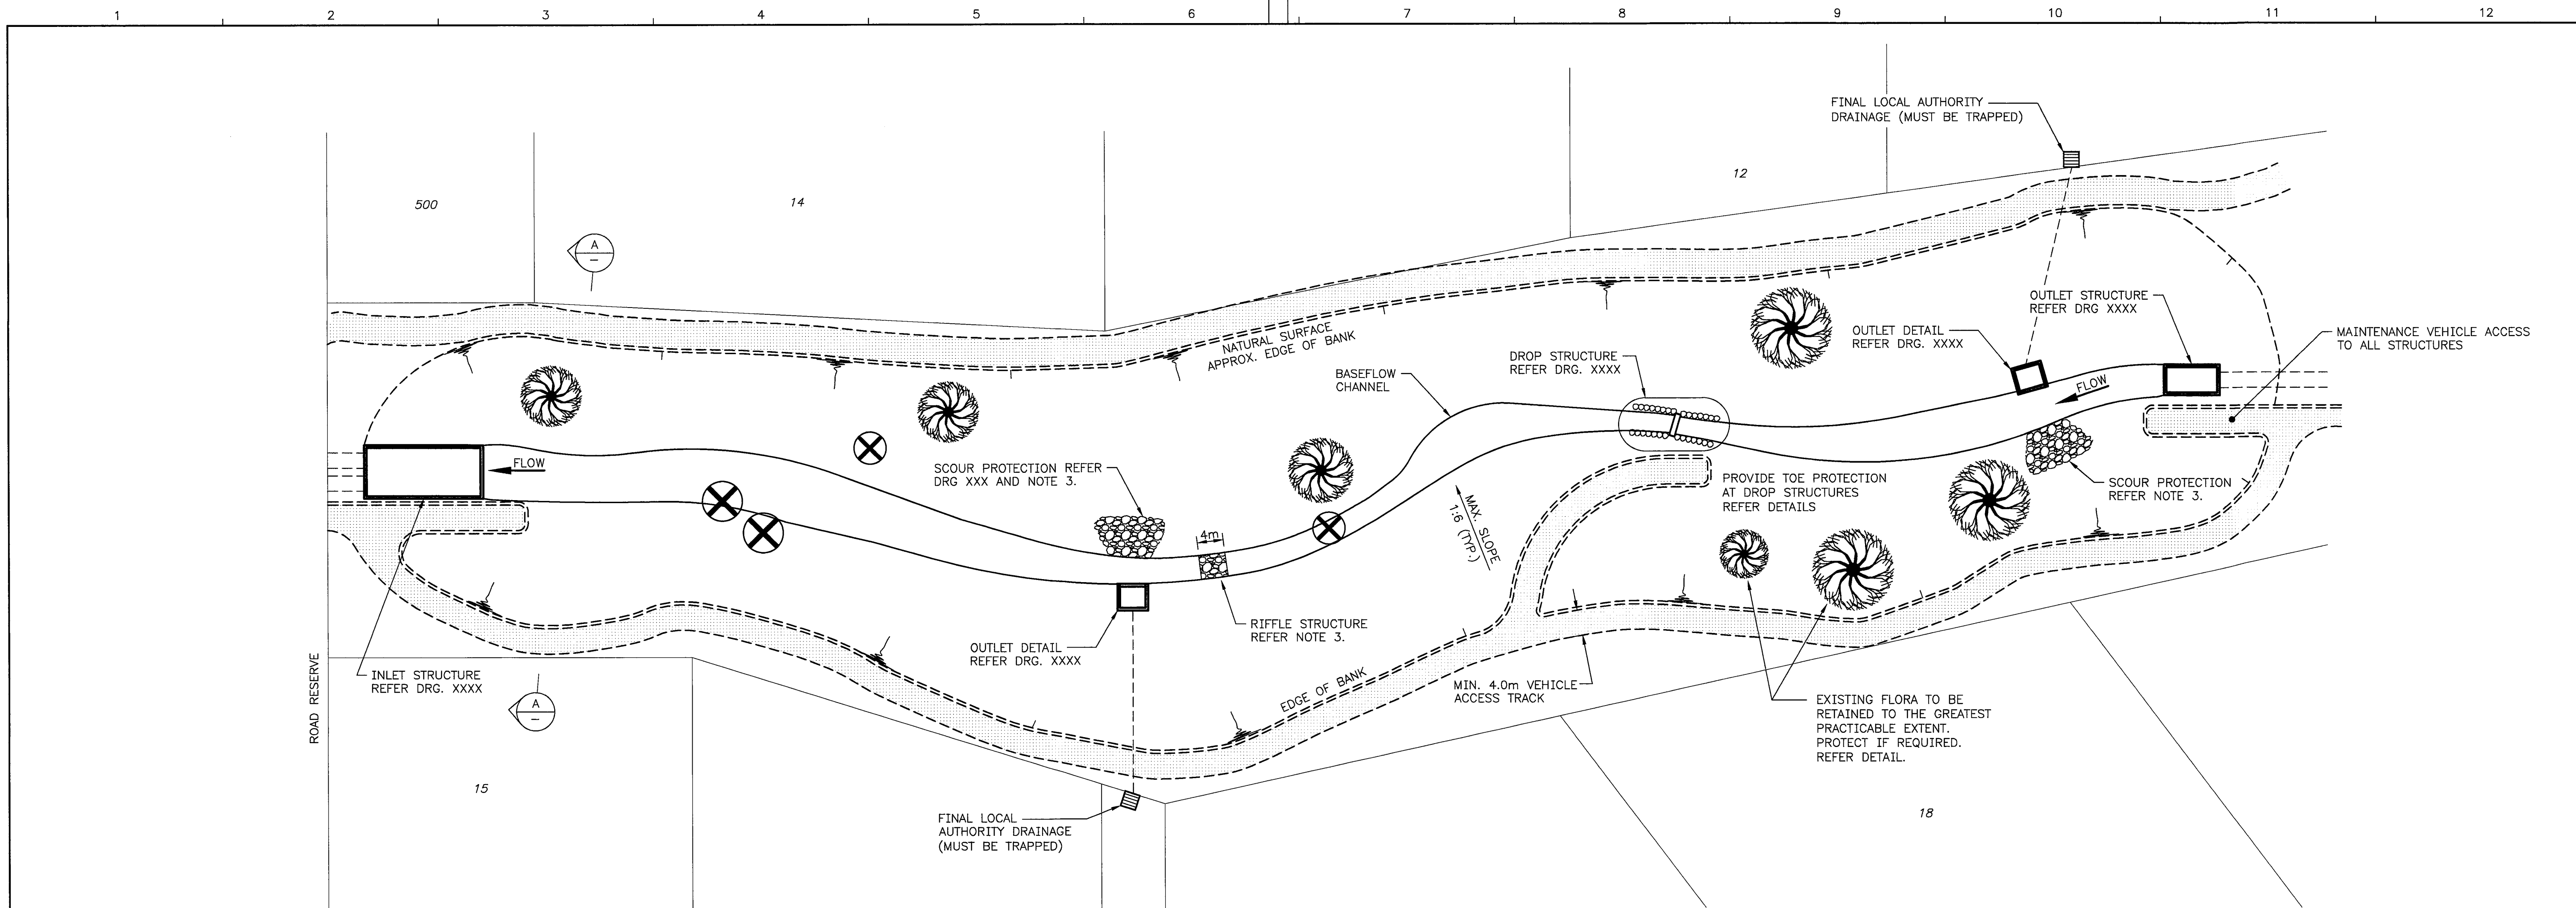 1 2 3 4 5 6 7 8 9 10 11 12
FINAL LOCAL AUTHORITY
DRAINAGE (MUST BE TRAPPED)
500
14
12
A
–
NATURAL SURFACE
APPROX. EDGE OF BANK
OUTLET STRUCTURE
REFER DRG XXXX
OUTLET DETAIL
REFER DRG. XXXX
MAINTENANCE VEHICLE ACCESS
TO ALL STRUCTURES
DROP STRUCTURE
REFER DRG. XXXX
BASEFLOW
CHANNEL
FLOW
FLOW
SCOUR PROTECTION REFER
DRG XXX AND NOTE 3.
PROVIDE TOE PROTECTION
AT DROP STRUCTURES
REFER DETAILS
SCOUR PROTECTION
REFER NOTE 3.
MAX. SLOPE
1:6 (TYP.)
4m
RIFFLE STRUCTURE
REFER NOTE 3.
OUTLET DETAIL
REFER DRG. XXXX
INLET STRUCTURE
REFER DRG. XXXX
ROAD RESERVE
A
–
EDGE OF BANK
MIN. 4.0m VEHICLE
ACCESS TRACK
EXISTING FLORA TO BE
RETAINED TO THE GREATEST
PRACTICABLE EXTENT.
PROTECT IF REQUIRED.
REFER DETAIL.
15
FINAL LOCAL
AUTHORITY DRAINAGE
(MUST BE TRAPPED)
18